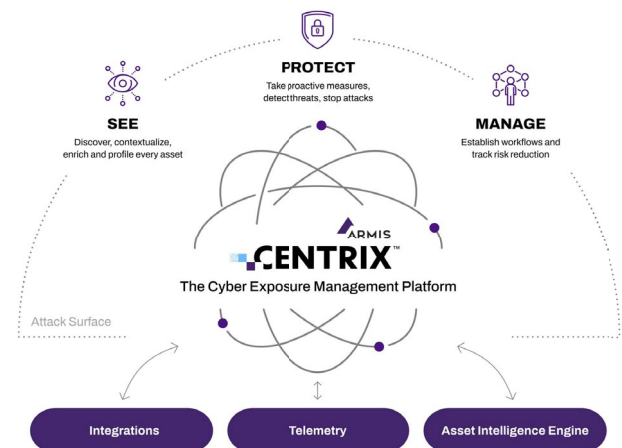 PROTECT
Take proactive measures,
detect threats, stop attacks
SEE
Discover, contextualize,
enrich and profile every asset
MANAGE
Establish workflows and
track risk reduction
ARMIS
CENTRIX™
The Cyber Exposure Management Platform
Attack Surface
Integrations
Telemetry
Asset Intelligence Engine